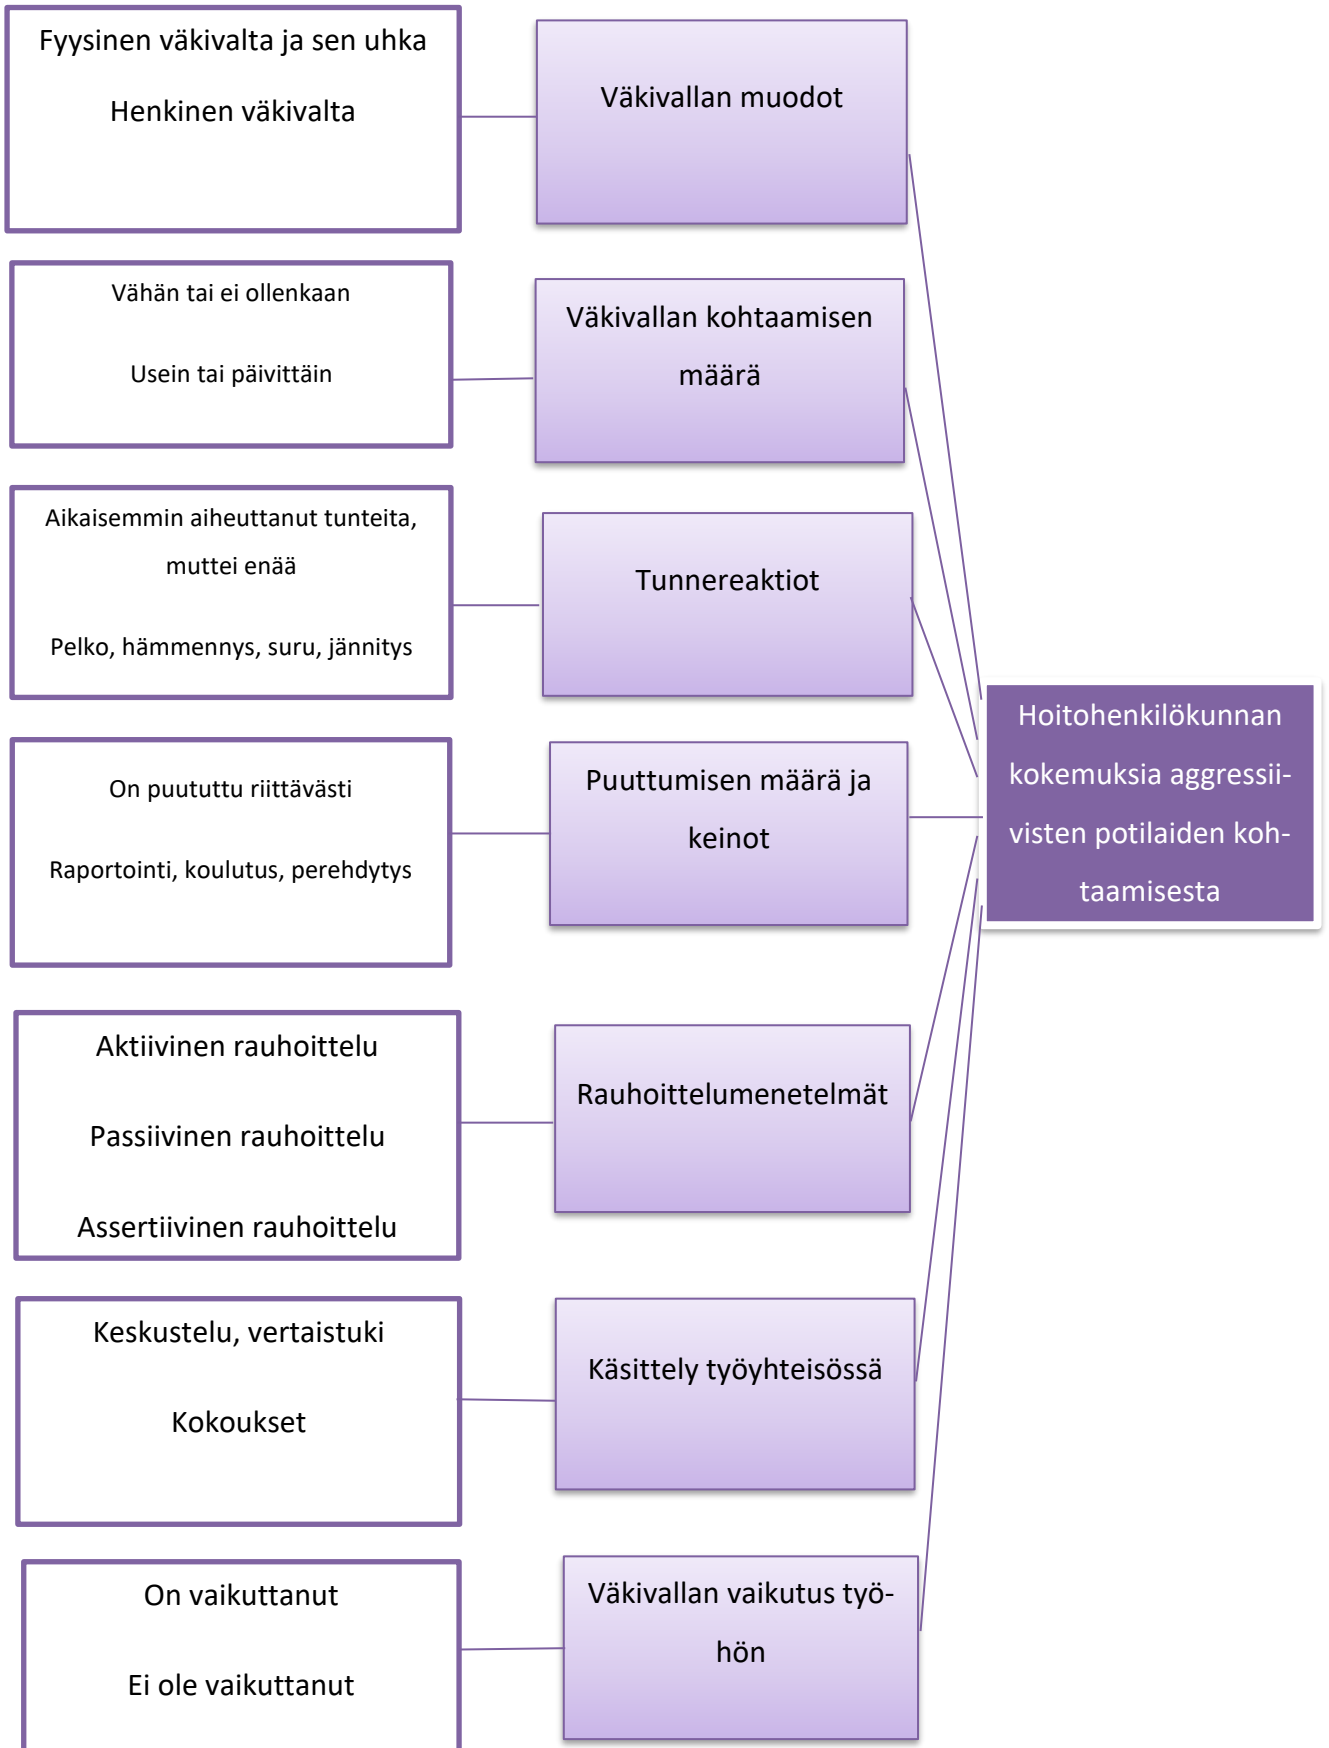 Fyysinen väkivalta ja sen uhka
Henkinen väkivalta
Väkivallan muodot
Vähän tai ei ollenkaan
Usein tai päivittäin
Väkivallan kohtaamisen
määrä
Aikaisemmin aiheuttanut tunteita,
muttei enää
Pelko, hämmennys, suru, jännitys
Tunnereaktiot
On puututtu riittävästi
Raportointi, koulutus, perehdytys
Puuttumisen määrä ja
keinot
Aktiivinen rauhoittelu
Passiivinen rauhoittelu
Assertiivinen rauhoittelu
Rauhoittelumenetelmät
Keskustelu, vertaistuki
Kokoukset
Käsittely työyhteisössä
On vaikuttanut
Ei ole vaikuttanut
Väkivallan vaikutus työ-
hön
Hoitohenkilökunnan
kokemuksia aggressii-
visten potilaiden koh-
taamisesta